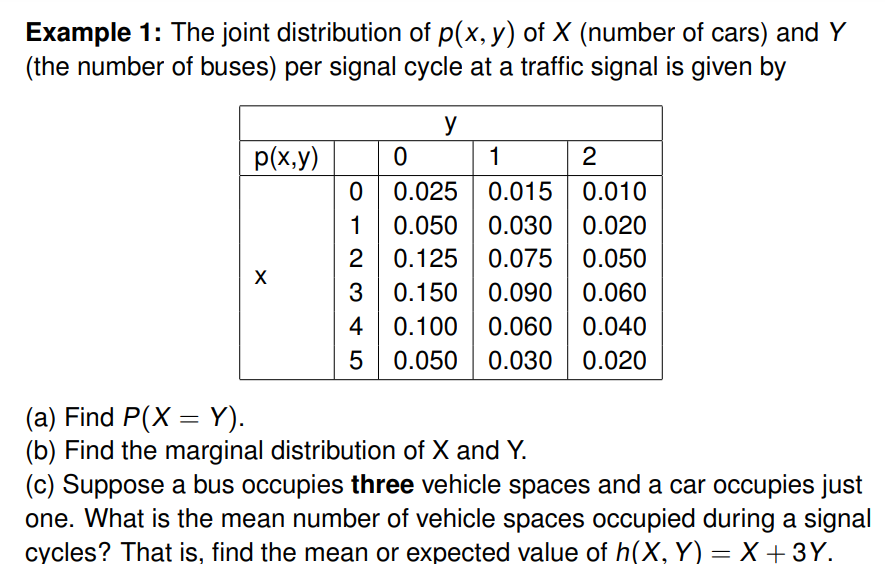 Example 1: The joint distribution of p(x, y) of X (number of cars) and Y
(the number of buses) per signal cycle at a traffic signal is given by
y
p(x,y) 0 1 2
0 0.025 0.015 0.010
1 0.050 0.030 0.020
2 0.125 0.075 0.050
x
3 0.150 0.090 0.060
4 0.100 0.060 0.040
5 0.050 0.030 0.020
(a) Find P(X = Y).
(b) Find the marginal distribution of X and Y.
(c) Suppose a bus occupies three vehicle spaces and a car occupies just
one. What is the mean number of vehicle spaces occupied during a signal
cycles? That is, find the mean or expected value of h(X, Y) = X + 3Y.